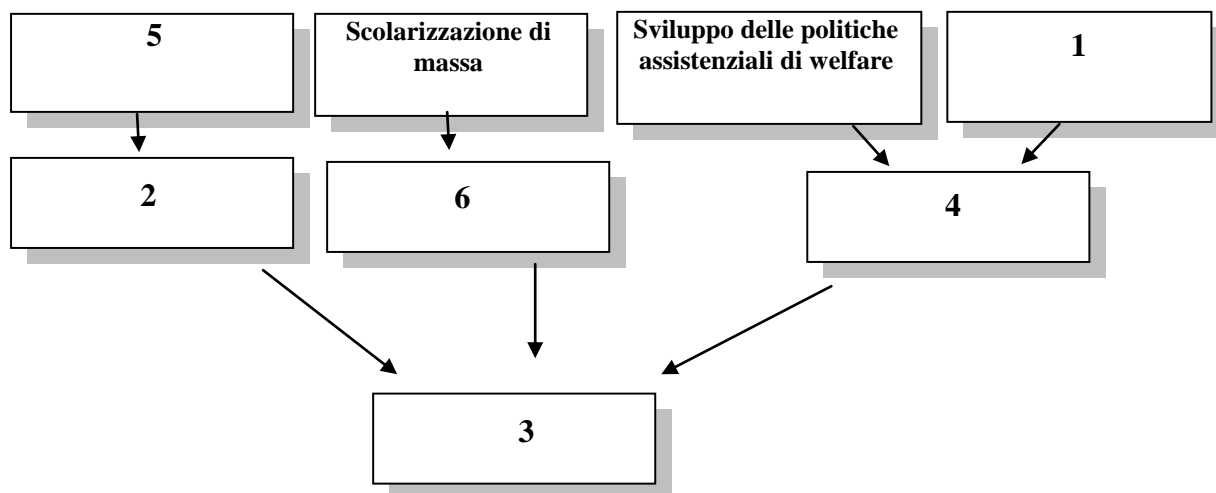 5
Scolarizzazione di
massa
Sviluppo delle politiche
assistenziali di welfare
1
2
6
4
3